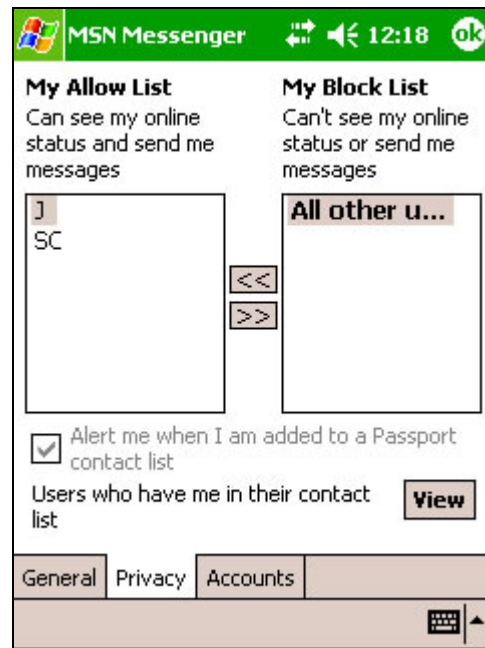 MSN Messenger 12:18 ok
My Allow List
Can see my online
status and send me
messages
My Block List
Can't see my online
status or send me
messages
J
SC
All other u...
<<
>>
Alert me when I am added to a Passport
contact list
Users who have me in their contact
list
View
General Privacy Accounts